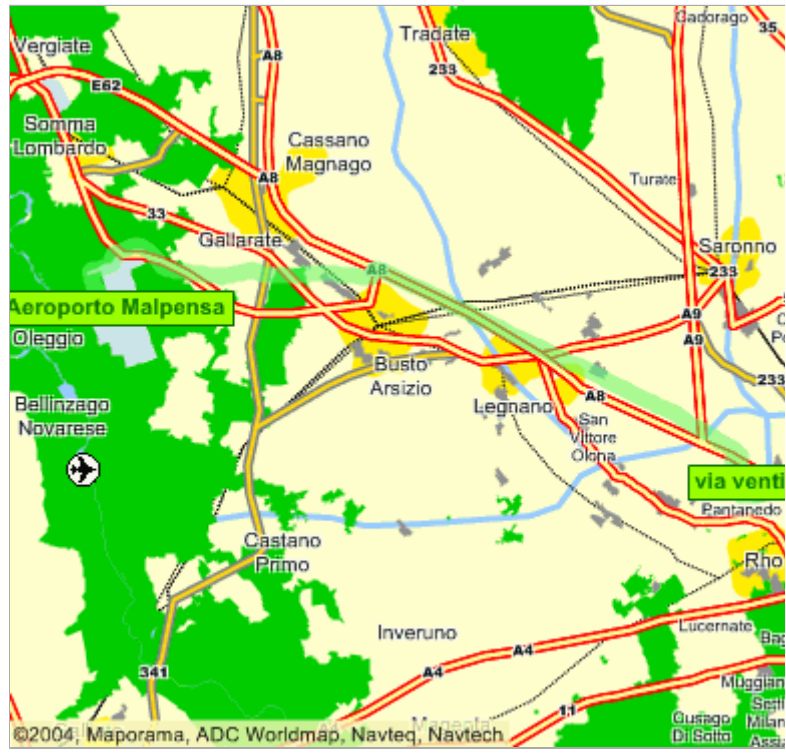 Cadorago
35
Vergiate
Tradate
A8
233
E62
Somma
Lombardo
Cassano
Magnago
A8
Turate
33
Gallarate
Saronno
A8
233
Aeroporto Malpensa
A9
Oleggio
A9
Busto
Arsizio
233
A8
Bellinzago
Novarese
Legnano
San
Vittore
Olona
via venti
Pantanedo
Castano
Primo
Rho
Inveruno
Lucernate
A4
A4
341
11
Cusago
Di Sotto
©2004, Maporama, ADC Worldmap, Navteq, Navtech